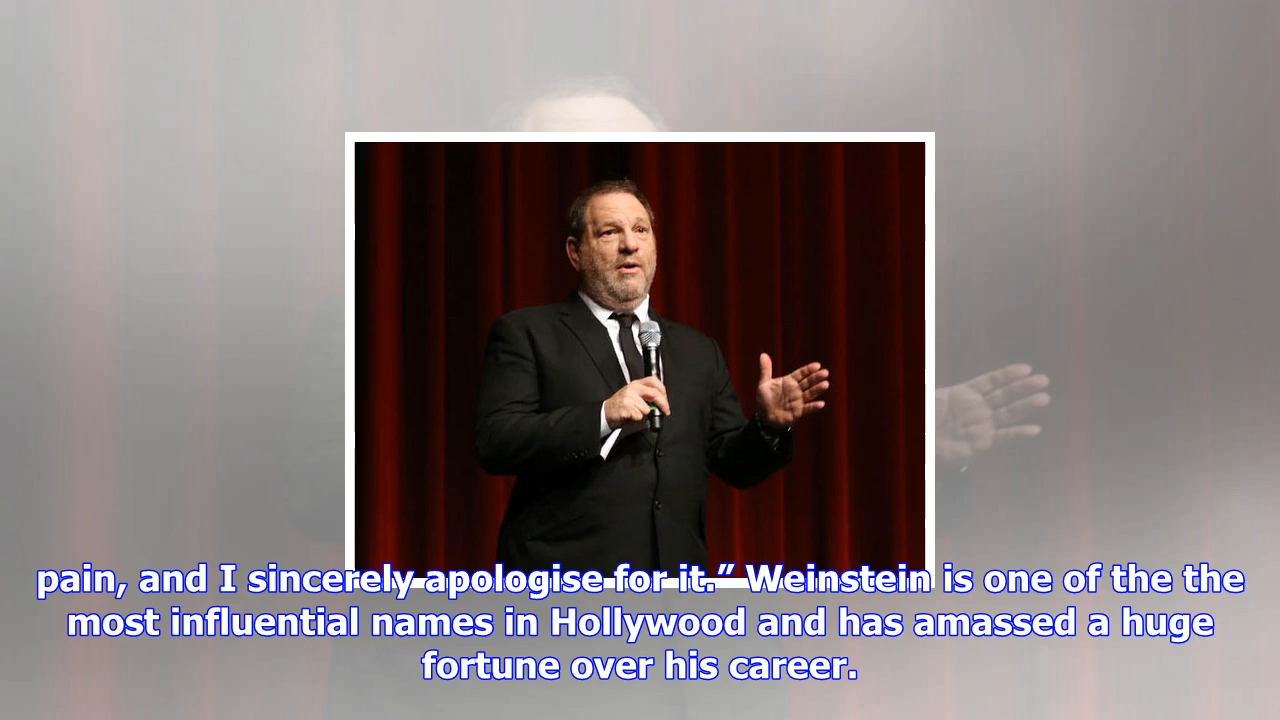 pain, and I sincerely apologise for it.” Weinstein is one of the the
most influential names in Hollywood and has amassed a huge
fortune over his career.